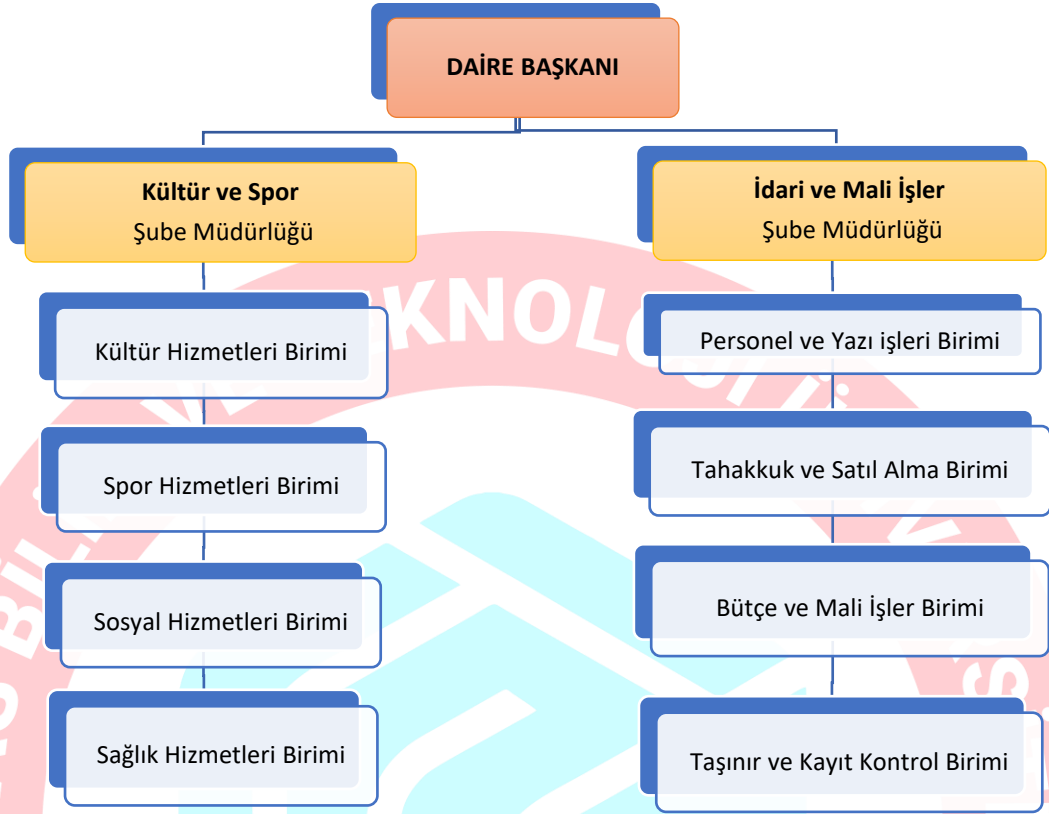 DAİRE BAŞKANI
Kültür ve Spor
Şube Müdürlüğü
Kültür Hizmetleri Birimi
Spor Hizmetleri Birimi
Sosyal Hizmetleri Birimi
Sağlık Hizmetleri Birimi
İdari ve Mali İşler
Şube Müdürlüğü
Personel ve Yazı işleri Birimi
Tahakkuk ve Satıl Alma Birimi
Bütçe ve Mali İşler Birimi
Taşınır ve Kayıt Kontrol Birimi